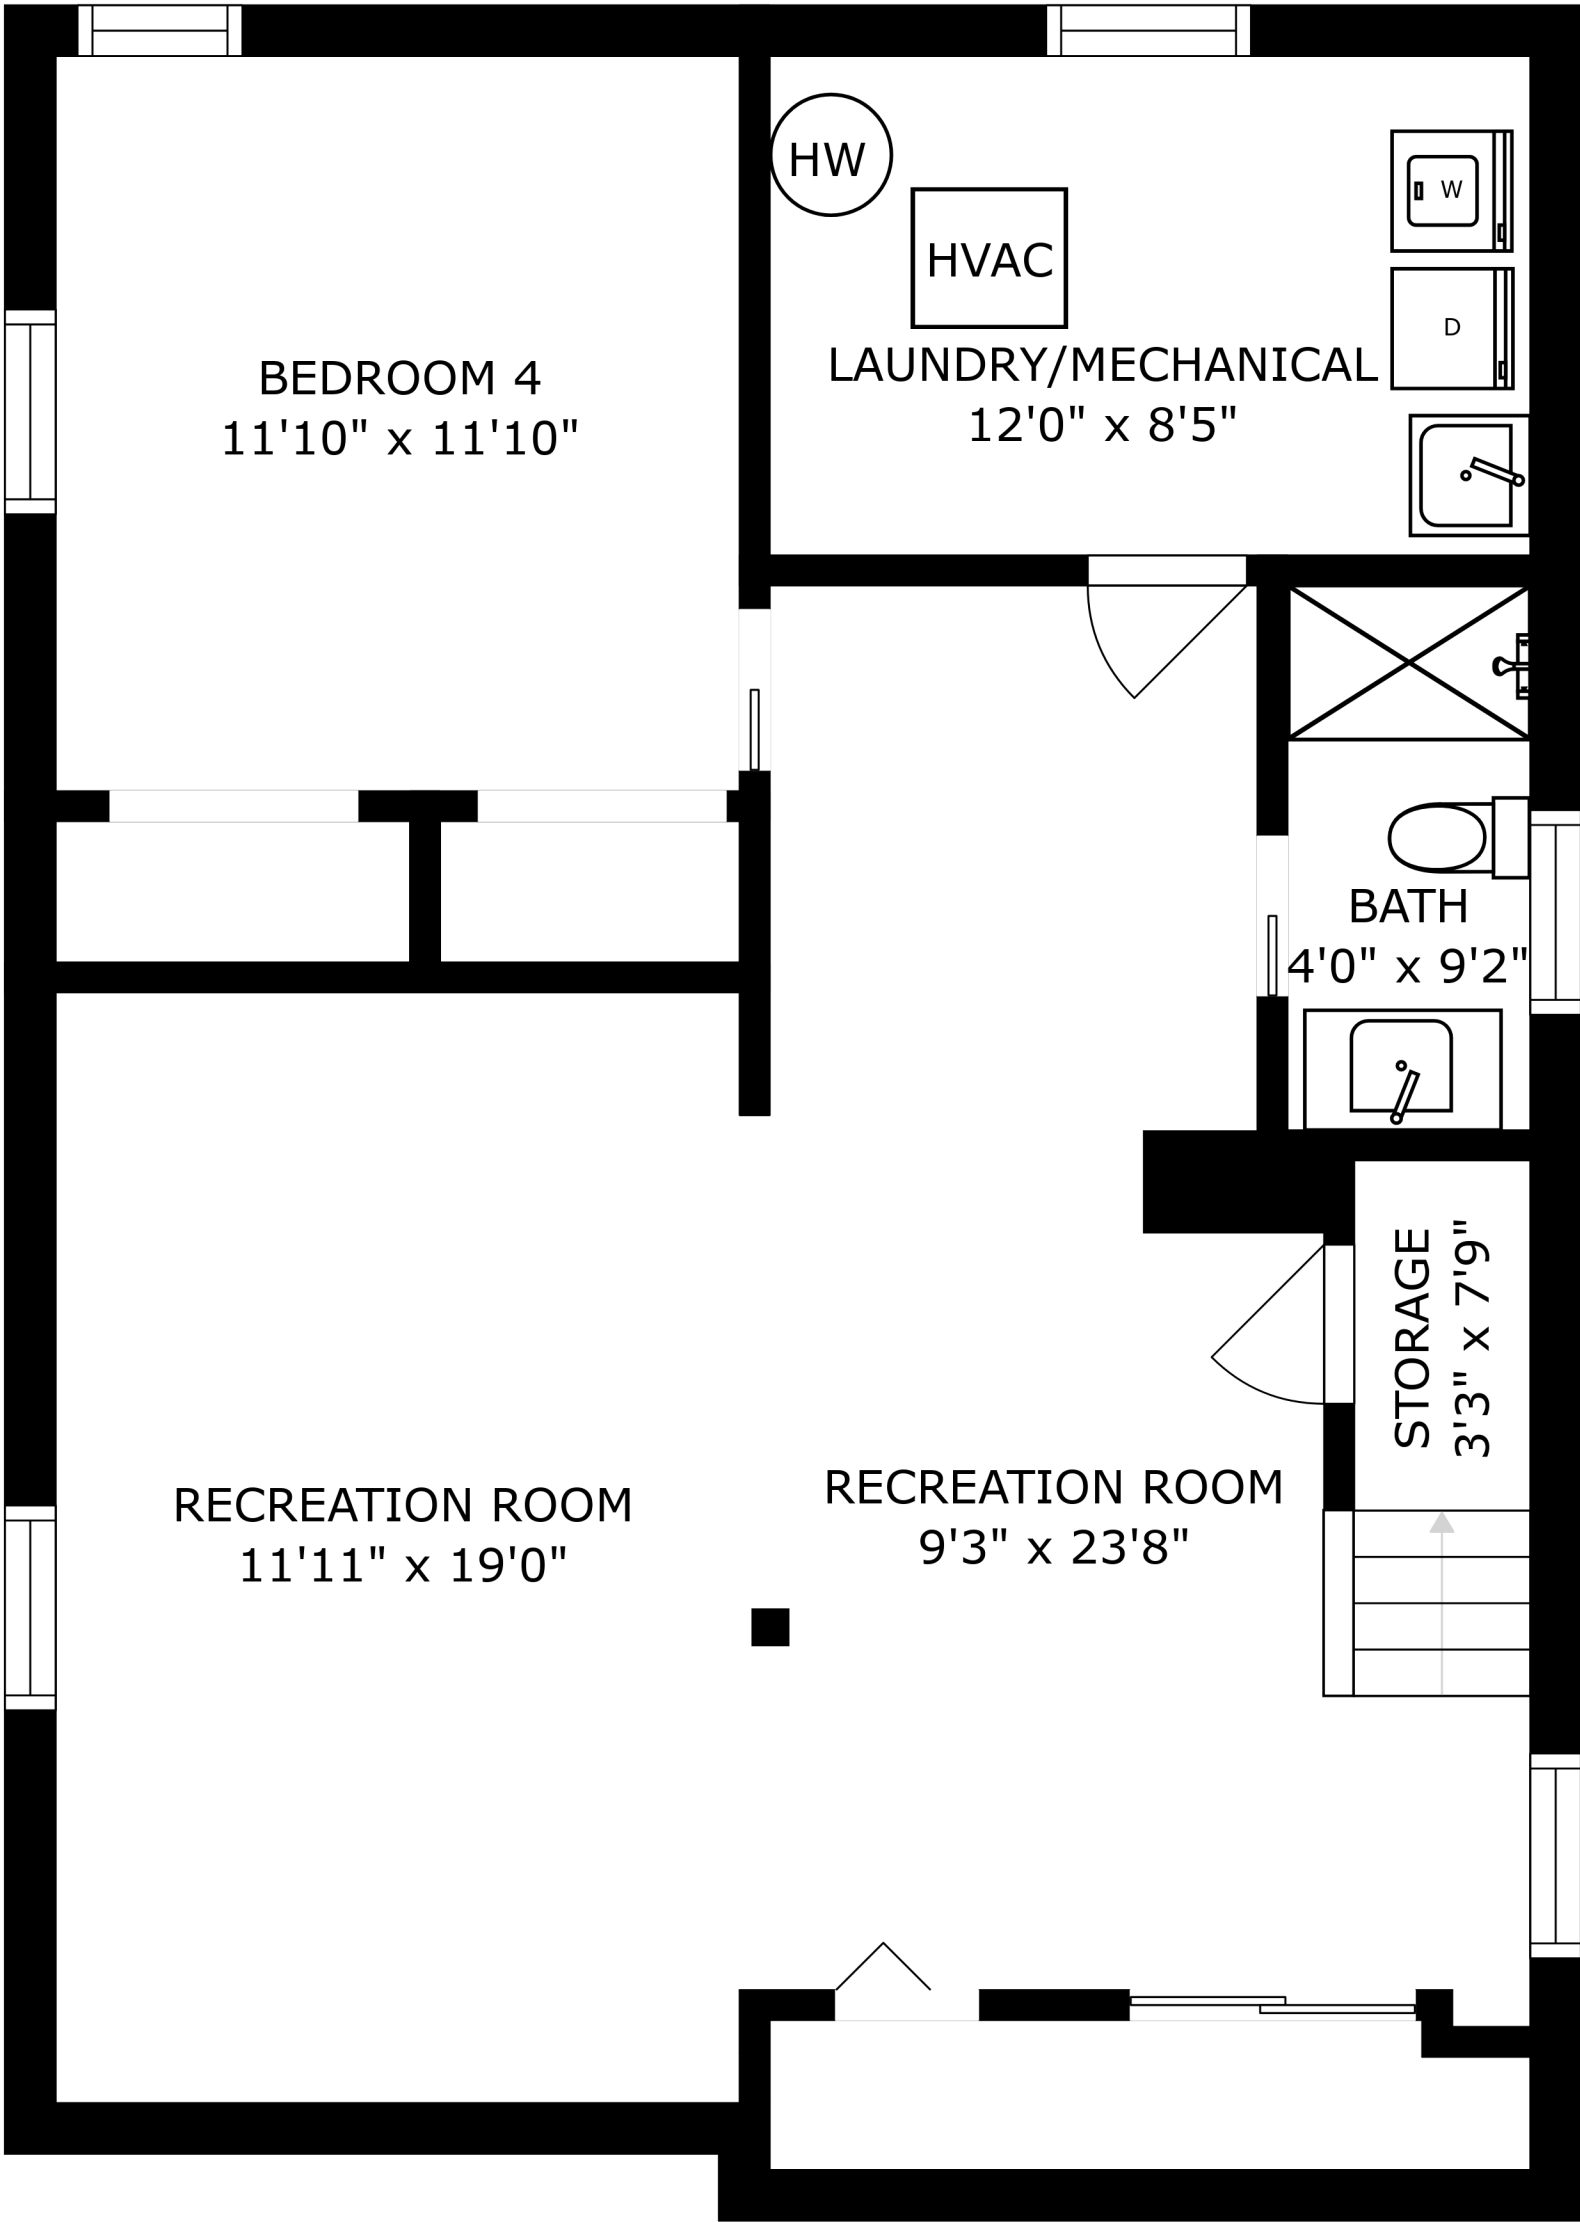 HW
HVAC
W
D
BEDROOM 4
11'10" x 11'10"
LAUNDRY/MECHANICAL
12'0" x 8'5"
BATH
4'0" x 9'2"
STORAGE
3'3" x 7'9"
RECREATION ROOM
11'11" x 19'0"
RECREATION ROOM
9'3" x 23'8"